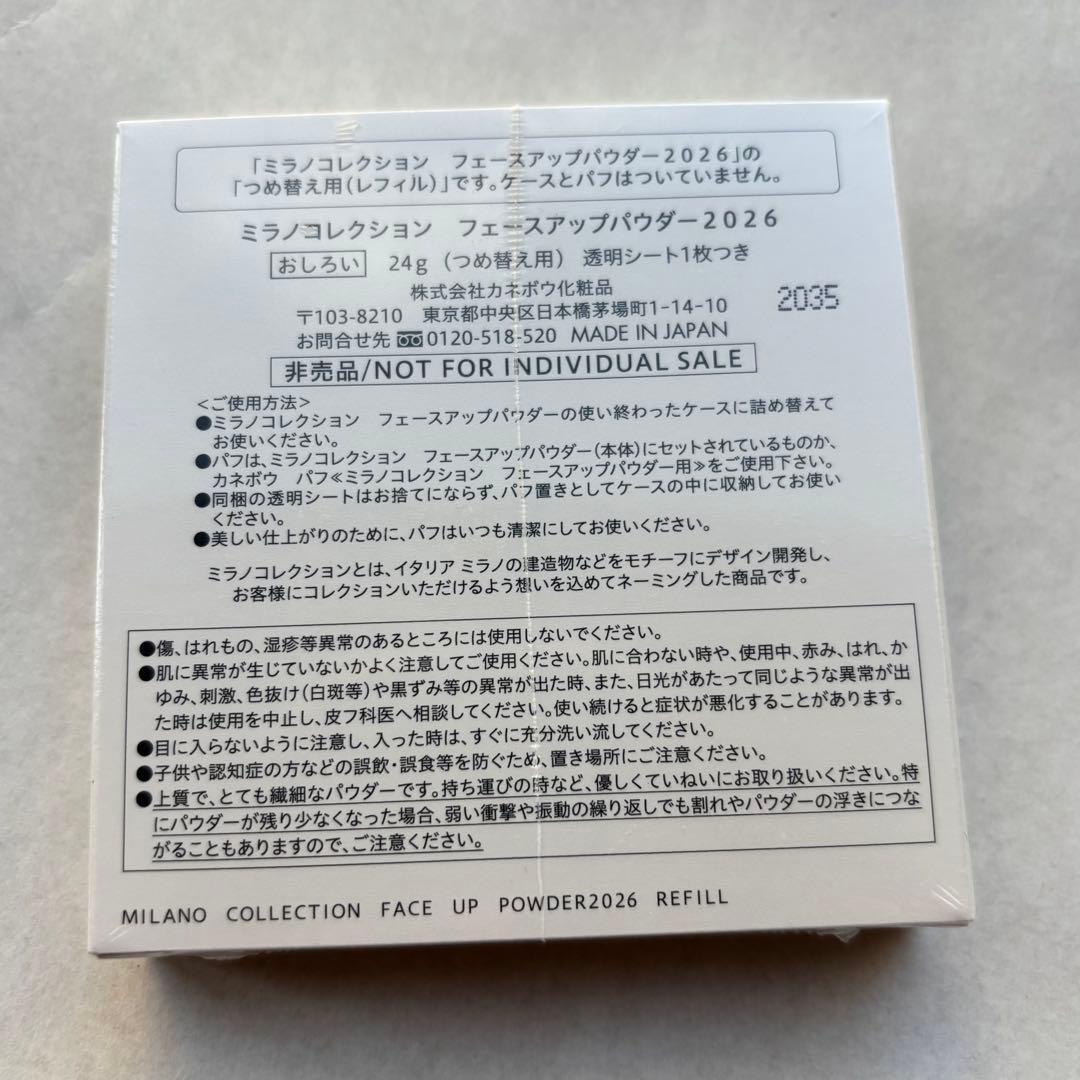 「ミラノコレクション　フェースアップパウダー2026」の
「つめ替え用(レフィル)」です。ケースとパフはついていません。
ミラノコレクション　フェースアップパウダー2026
おしろい　24g（つめ替え用）　透明シート1枚つき
株式会社カネボウ化粧品
〒103-8210　東京都中央区日本橋茅場町1-14-10
2035
お問合せ先 0120-518-520 MADE IN JAPAN
非売品/NOT FOR INDIVIDUAL SALE
<ご使用方法>
●ミラノコレクション　フェースアップパウダーの使い終わったケースに詰め替えて
お使いください。
●パフは、ミラノコレクション　フェースアップパウダー(本体)にセットされているものか、
カネボウ　パフ≪ミラノコレクション　フェースアップパウダー用≫をご使用下さい。
●同梱の透明シートはお捨てにならず、パフ置きとしてケースの中に収納してお使い
ください。
●美しい仕上がりのために、パフはいつも清潔にしてお使いください。
ミラノコレクションとは、イタリア ミラノの建造物などをモチーフにデザイン開発し、
お客様にコレクションいただけるよう想いを込めてネーミングした商品です。
●傷、はれもの、湿疹等異常のあるところには使用しないでください。
●肌に異常が生じていないかよく注意してご使用ください。肌に合わない時や、使用中、赤み、はれ、か
ゆみ、刺激、色抜け(白斑等)や黒ずみ等の異常が出た時、また、日光があたって同じような異常が出
た時は使用を中止し、皮フ科医へ相談してください。使い続けると症状が悪化することがあります。
●目に入らないように注意し、入った時は、すぐに充分洗い流してください。
●子供や認知症の方などの誤飲・誤食等を防ぐため、置き場所にご注意ください。
●上質で、とても繊細なパウダーです。持ち運びの時など、優しくていねいにお取り扱いください。特
にパウダーが残り少なくなった場合、弱い衝撃や振動の繰り返しでも割れやパウダーの浮きにつな
がることもありますので、ご注意ください。
MILANO COLLECTION FACE UP POWDER2026 REFILL